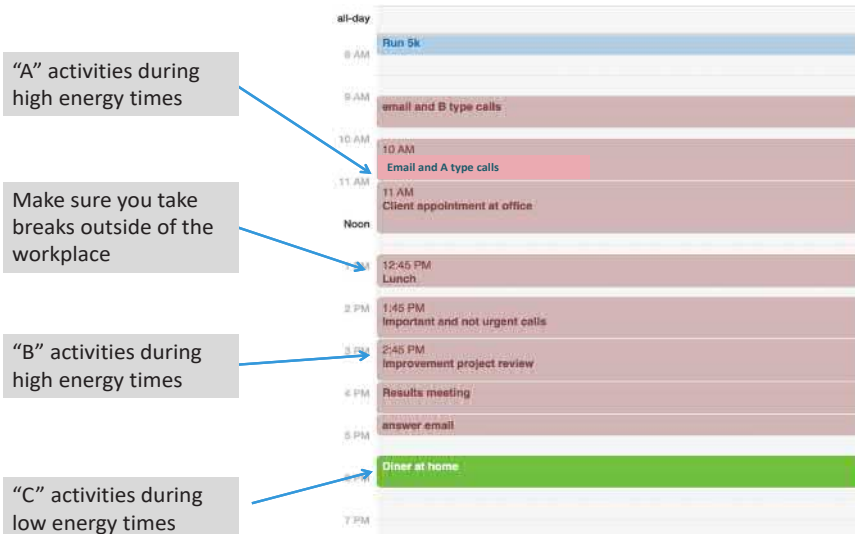 "A" activities during
high energy times
Make sure you take
breaks outside of the
workplace
"B" activities during
high energy times
"C" activities during
low energy times
all-day
Run 5k
8 AM
9 AM
email and B type calls
10 AM
10 AM
Email and A type calls
11 AM
11 AM
Client appointment at office
Noon
12:45 PM
Lunch
2 PM
1:45 PM
Important and not urgent calls
3 PM
2:45 PM
Improvement project review
4 PM
Results meeting
answer email
5 PM
Diner at home
7 PM